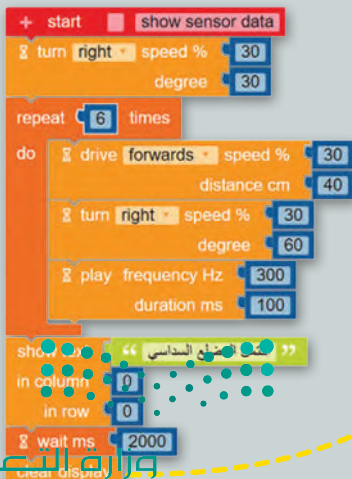 + start show sensor data
turn right speed % 30
degree 30
repeat 6 times
do drive forwards speed % 30
distance cm 40
turn right speed % 30
degree 60
play frequency Hz 300
duration ms 100
show text “ السداسي ”
in column 0
in row 0
wait ms 2000
clear display
وزارة